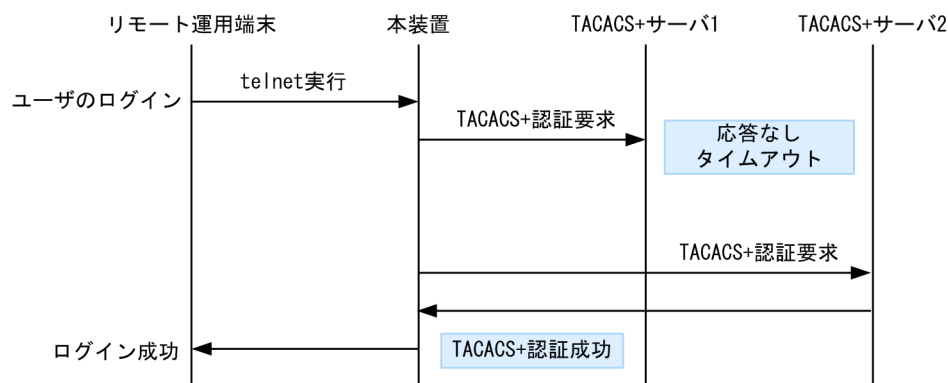 リモート運用端末
本装置
TACACS+サーバ1
TACACS+サーバ2
ユーザのログイン
telnet実行
TACACS+認証要求
応答なし
タイムアウト
TACACS+認証要求
ログイン成功
TACACS+認証成功